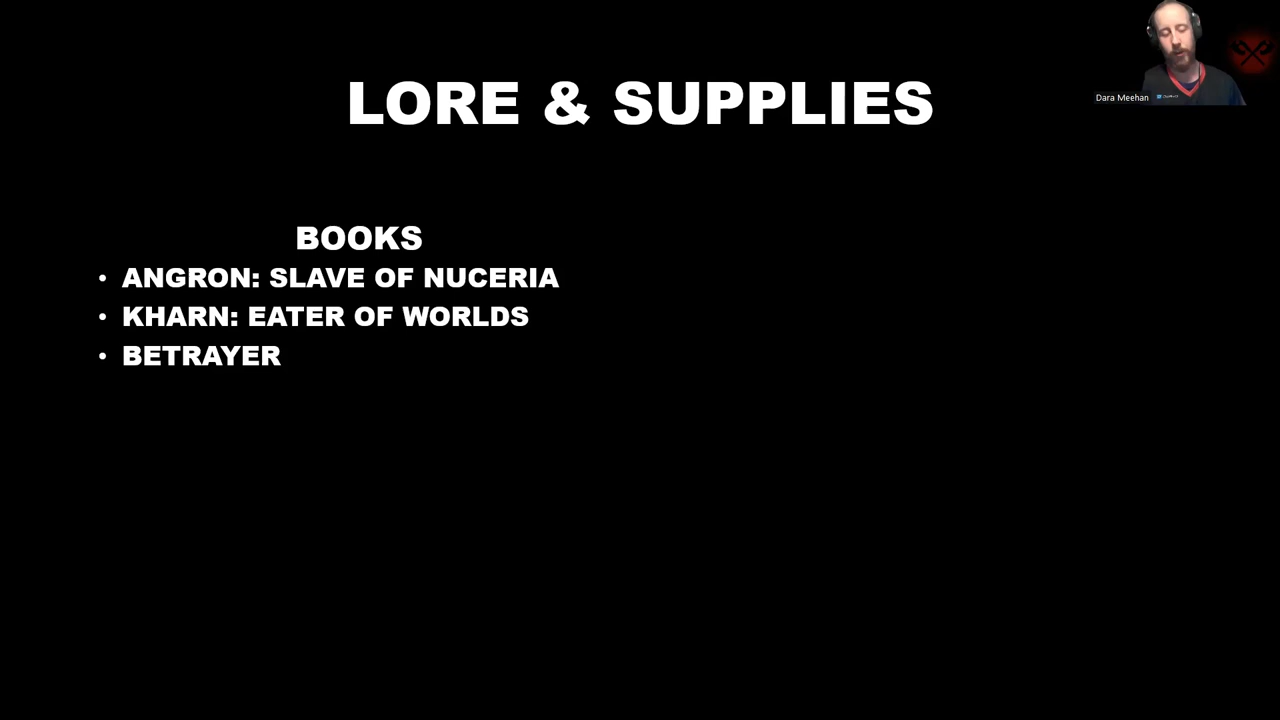 LORE & SUPPLIES
Dara Meehan
BOOKS
• ANGRON: SLAVE OF NUCERIA
• KHARN: EATER OF WORLDS
• BETRAYER